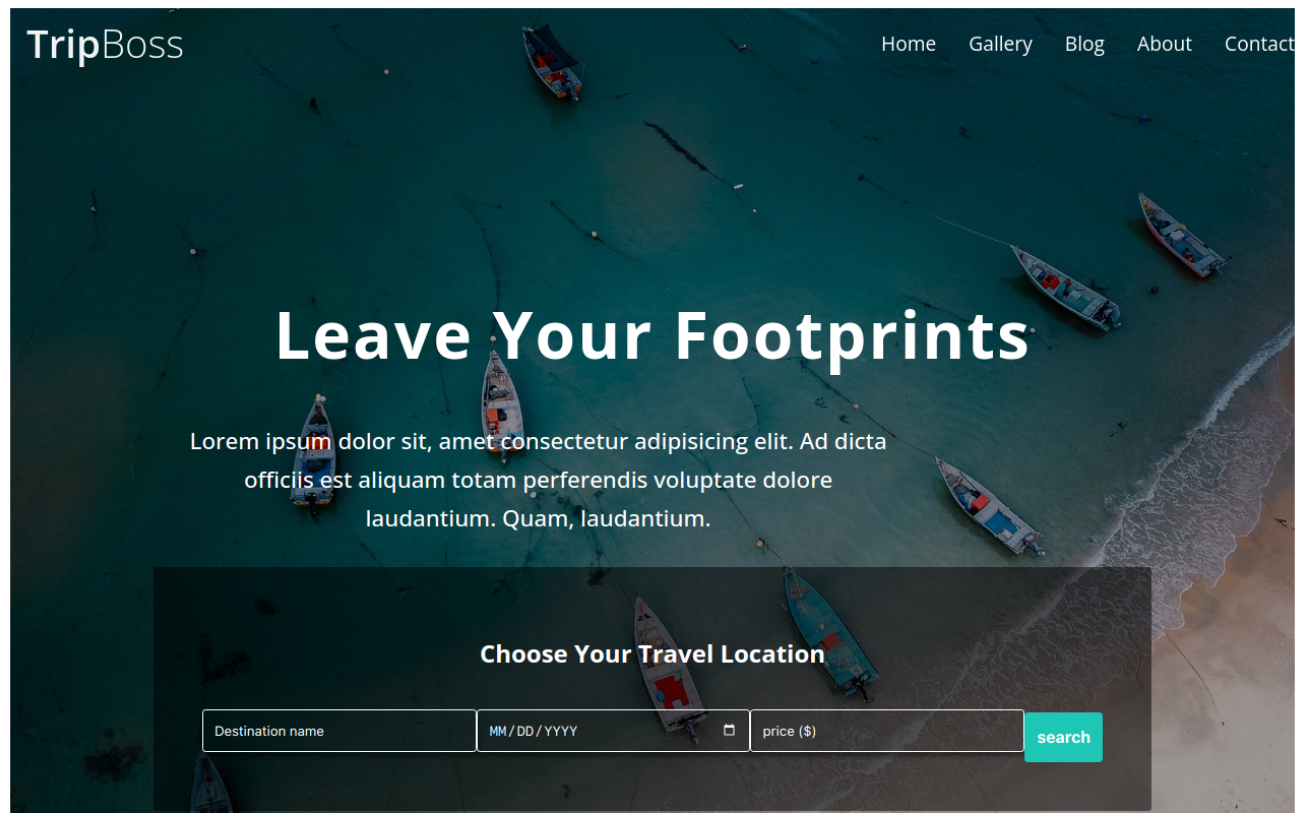 TripBoss
Home Gallery Blog About Contact
Leave Your Footprints
Lorem ipsum dolor sit, amet consectetur adipisicing elit. Ad dicta
officiis est aliquam totam perferendis voluptate dolore
laudantium. Quam, laudantium.
Choose Your Travel Location
Destination name
MM/DD/YYYY
price ($)
search